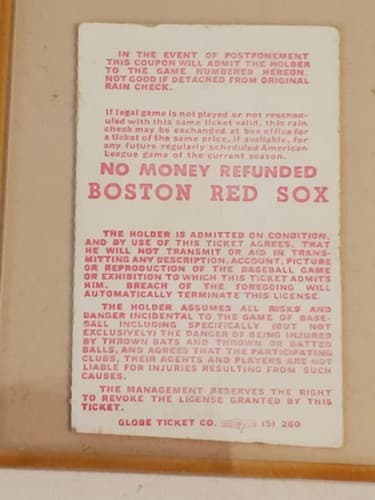 IN THE EVENT OF POSTPONEMENT
THIS COUPON WILL ADMIT THE HOLDER
TO THE GAME NUMBERED HEREON.
NOT GOOD IF DETACHED FROM ORIGINAL
RAIN CHECK.
If legal game is not played or not resched-
uled with this same ticket valid, this rain
check may be exchanged at box office for
a ticket of the same price, if available, for
any future regularly scheduled American
League game of the current season.
NO MONEY REFUNDED
BOSTON RED SOX
THE HOLDER IS ADMITTED ON CONDITION,
AND BY USE OF THIS TICKET AGREES, THAT
HE WILL NOT TRANSMIT OR AID IN TRANS-
MITTING ANY DESCRIPTION, ACCOUNT, PICTURE
OR REPRODUCTION OF THE BASEBALL GAME
OR EXHIBITION TO WHICH THIS TICKET ADMITS
HIM. BREACH OF THE FOREGOING WILL
AUTOMATICALLY TERMINATE THIS LICENSE.
THE HOLDER ASSUMES ALL RISKS AND
DANGER INCIDENTAL TO THE GAME OF BASE-
BALL INCLUDING SPECIFICALLY (BUT NOT
EXCLUSIVELY) THE DANGER OF BEING INJURED
BY THROWN BATS AND THROWN OR BATTED
BALLS, AND AGREES THAT THE PARTICIPATING
CLUBS, THEIR AGENTS AND PLAYERS ARE NOT
LIABLE FOR INJURIES RESULTING FROM SUCH
CAUSES.
THE MANAGEMENT RESERVES THE RIGHT
TO REVOKE THE LICENSE GRANTED BY THIS
TICKET.
GLOBE TICKET CO. (5) 260